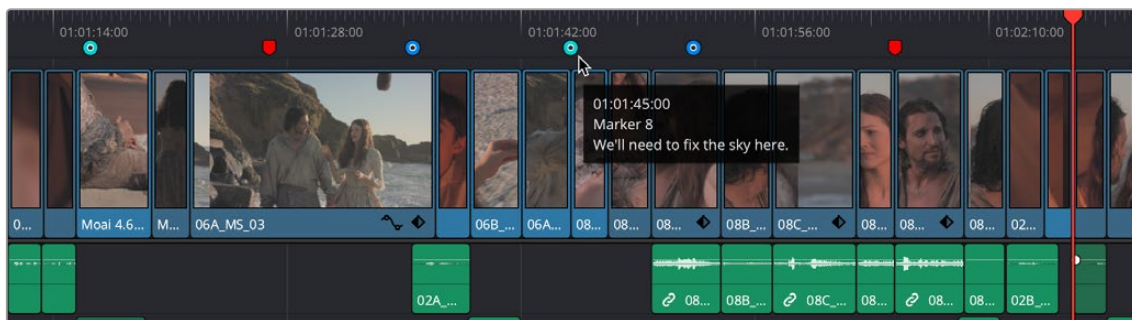 01:01:14:00
01:01:28:00
01:01:42:00
01:01:56:00
01:02:10:00
01:01:45:00
Marker 8
We'll need to fix the sky here.
0...
Moai 4.6...
M...
06A_MS_03
06B_...
06A...
08...
08...
08...
08B_...
08C_...
08...
08...
08...
02...
02A_...
08...
08B_...
08C...
08...
08...
08...
02B_...